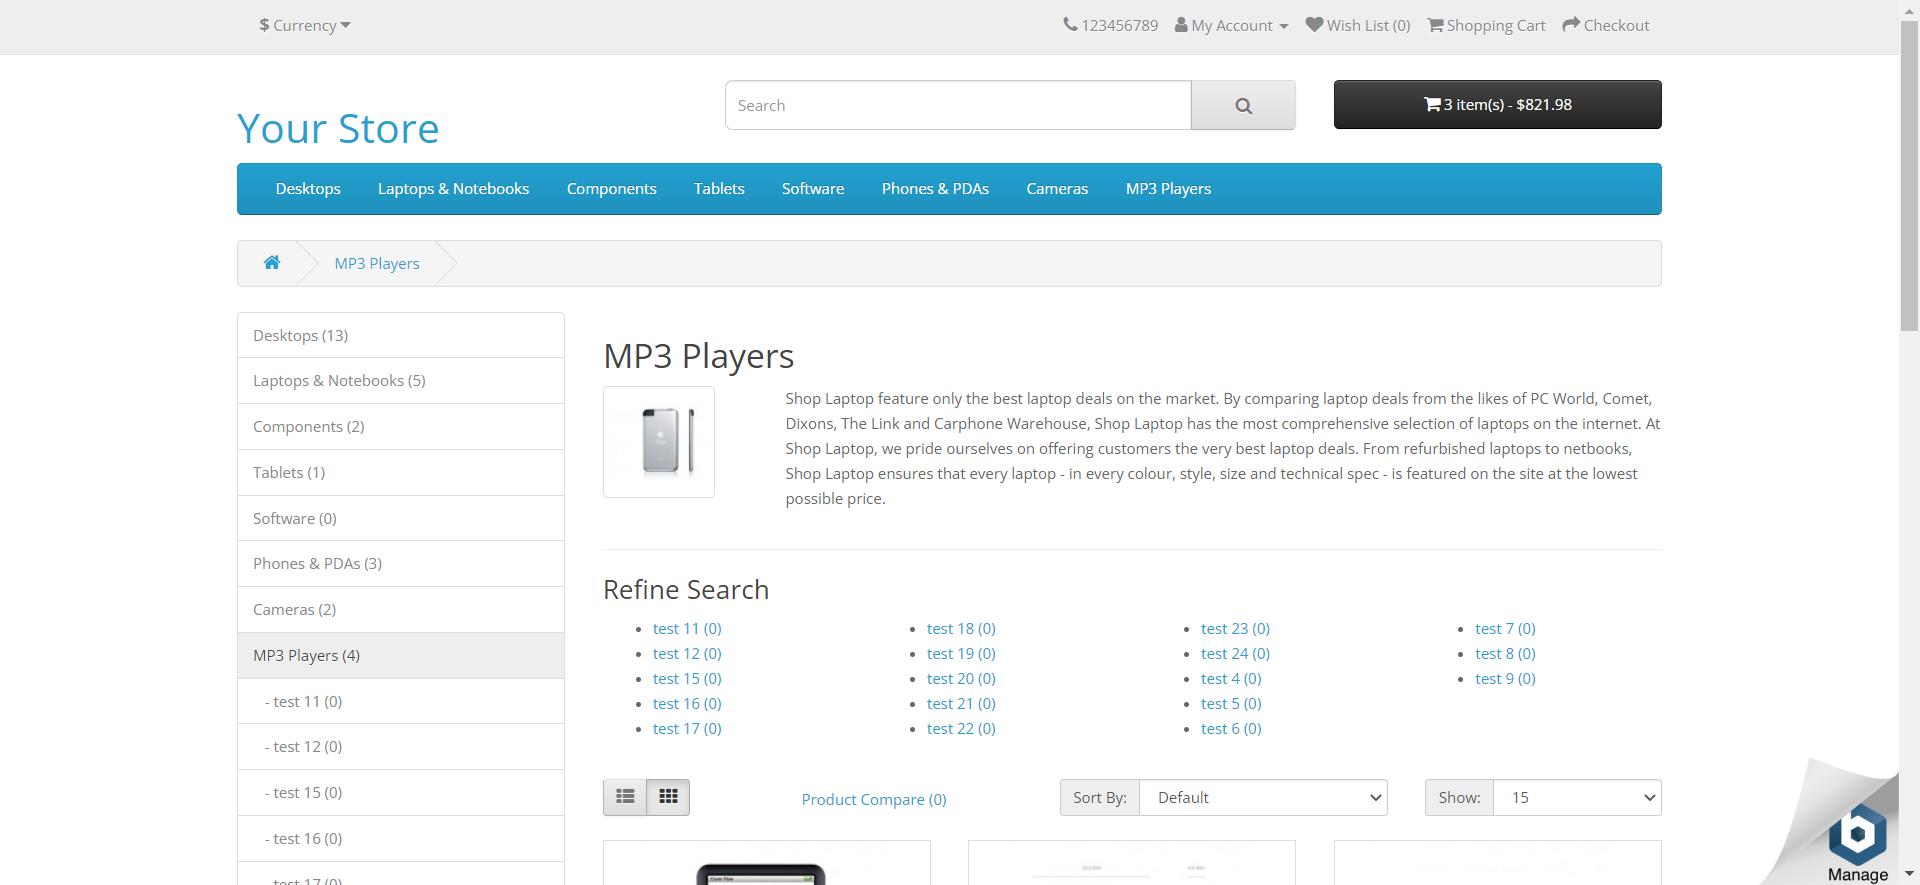 $ Currency
123456789 My Account Wish List (0) Shopping Cart Checkout
Search
3 item(s) - $821.98
Your Store
Desktops Laptops & Notebooks Components Tablets Software Phones & PDAs Cameras MP3 Players
MP3 Players
Desktops (13)
Laptops & Notebooks (5)
Components (2)
Tablets (1)
Software (0)
Phones & PDAs (3)
Cameras (2)
MP3 Players (4)
- test 11 (0)
- test 12 (0)
- test 15 (0)
- test 16 (0)
- test 17 (0)
MP3 Players
Shop Laptop feature only the best laptop deals on the market. By comparing laptop deals from the likes of PC World, Comet,
Dixons, The Link and Carphone Warehouse, Shop Laptop has the most comprehensive selection of laptops on the internet. At
Shop Laptop, we pride ourselves on offering customers the very best laptop deals. From refurbished laptops to netbooks,
Shop Laptop ensures that every laptop - in every colour, style, size and technical spec - is featured on the site at the lowest
possible price.
Refine Search
test 11 (0)
test 12 (0)
test 15 (0)
test 16 (0)
test 17 (0)
test 18 (0)
test 19 (0)
test 20 (0)
test 21 (0)
test 22 (0)
test 23 (0)
test 24 (0)
test 4 (0)
test 5 (0)
test 6 (0)
test 7 (0)
test 8 (0)
test 9 (0)
Product Compare (0)
Sort By: Default
Show: 15
Cover Flow
Manage